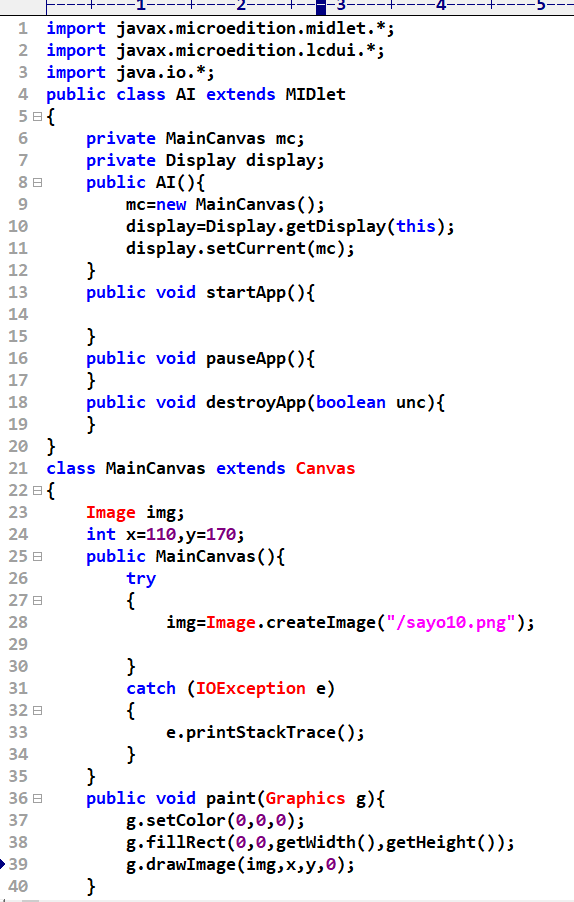 1 2 3 4 5
1 import javax.microedition.midlet.*;
2 import javax.microedition.lcdui.*;
3 import java.io.*;
4 public class AI extends MIDlet
5 {
6 private MainCanvas mc;
7 private Display display;
8 public AI(){
9 mc=new MainCanvas();
10 display=Display.getDisplay(this);
11 display.setCurrent(mc);
12 }
13 public void startApp(){
14
15 }
16 public void pauseApp(){
17 }
18 public void destroyApp(boolean unc){
19 }
20 }
21 class MainCanvas extends Canvas
22 {
23 Image img;
24 int x=110,y=170;
25 public MainCanvas(){
26 try
27 {
28 img=Image.createImage("/sayo10.png");
29
30 }
31 catch (IOException e)
32 {
33 e.printStackTrace();
34 }
35 }
36 public void paint(Graphics g){
37 g.setColor(0,0,0);
38 g.fillRect(0,0,getWidth(),getHeight());
39 g.drawImage(img,x,y,0);
40 }